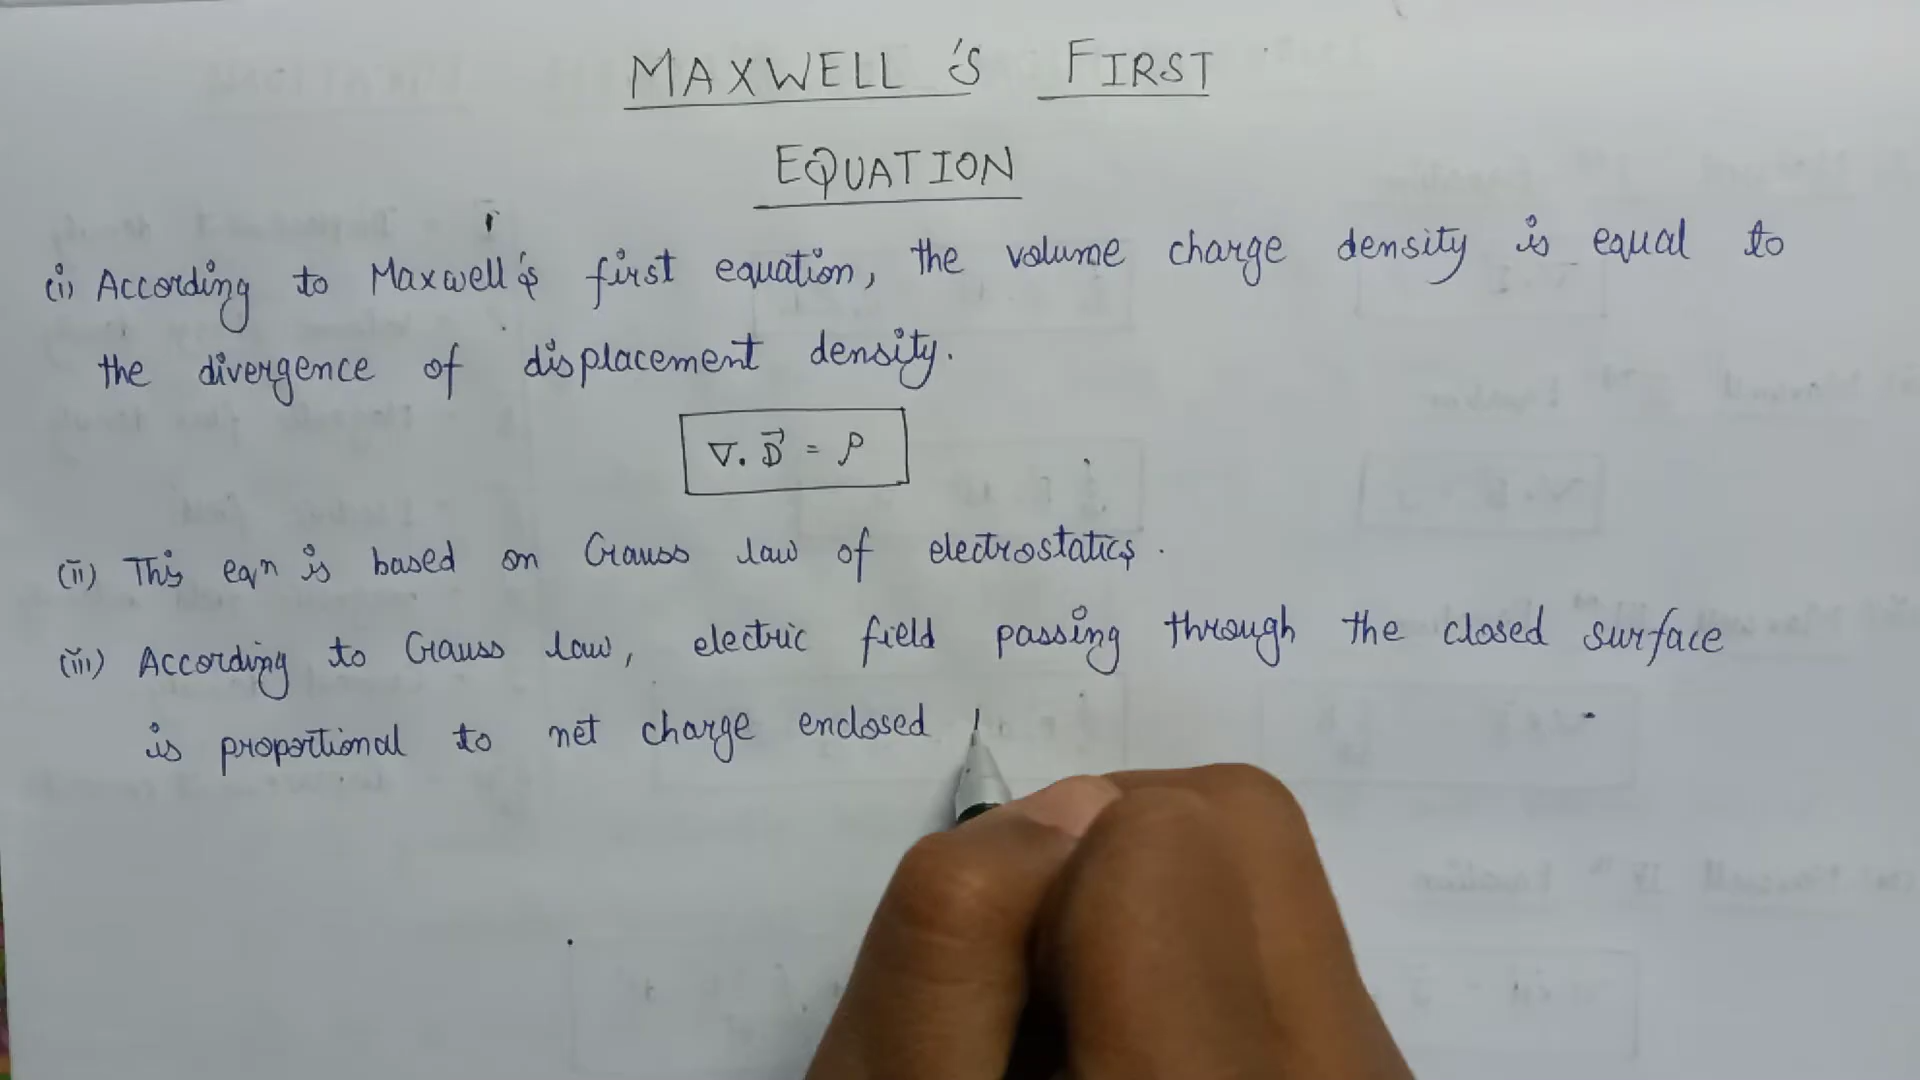 MAXWELL'S FIRST
EQUATION
(i) According to Maxwell's first equation, the volume charge density is equal to
the divergence of displacement density.
∇. D⃗ = ρ
(ii) This eqn is based on Gauss law of electrostatics.
(iii) According to Gauss law, electric field passing through the closed surface
is proportional to net charge enclosed